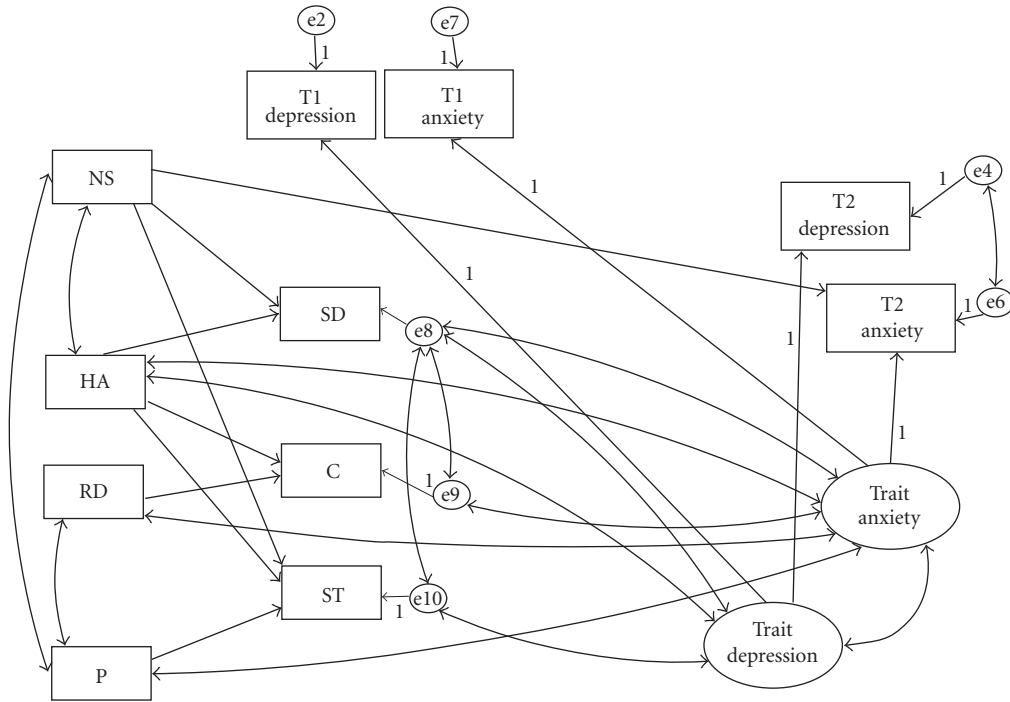 e2
e7
1
1
T1
depression
T1
anxiety
NS
1
e4
1
T2
depression
1
SD
e8
T2
anxiety
1
e6
1
HA
1
C
1
e9
RD
Trait
anxiety
ST
1
e10
Trait
depression
P